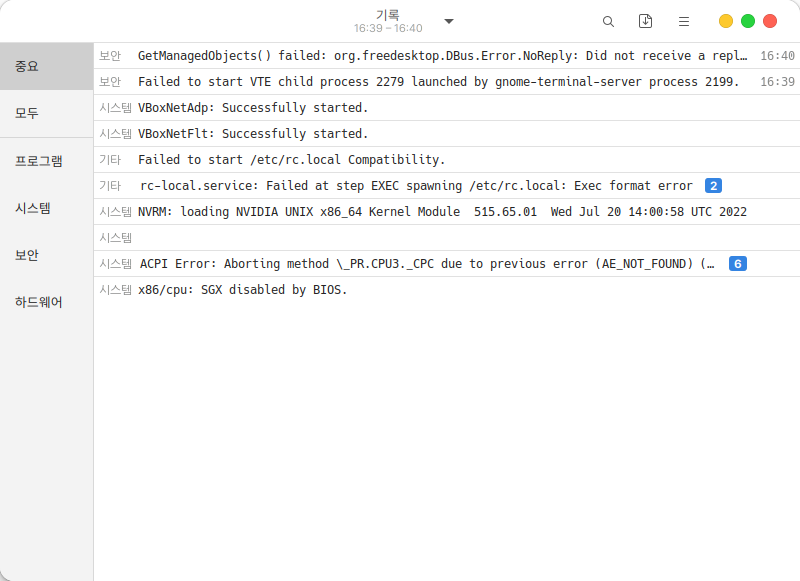 기록
16:39 – 16:40
중요
모두
프로그램
시스템
보안
하드웨어
보안 GetManagedObjects() failed: org.freedesktop.DBus.Error.NoReply: Did not receive a repl… 16:40
보안 Failed to start VTE child process 2279 launched by gnome-terminal-server process 2199. 16:39
시스템 VBoxNetAdp: Successfully started.
시스템 VBoxNetFlt: Successfully started.
기타 Failed to start /etc/rc.local Compatibility.
기타 rc-local.service: Failed at step EXEC spawning /etc/rc.local: Exec format error 2
시스템 NVRM: loading NVIDIA UNIX x86_64 Kernel Module  515.65.01  Wed Jul 20 14:00:58 UTC 2022
시스템
시스템 ACPI Error: Aborting method \_PR.CPU3._CPC due to previous error (AE_NOT_FOUND) (… 6
시스템 x86/cpu: SGX disabled by BIOS.